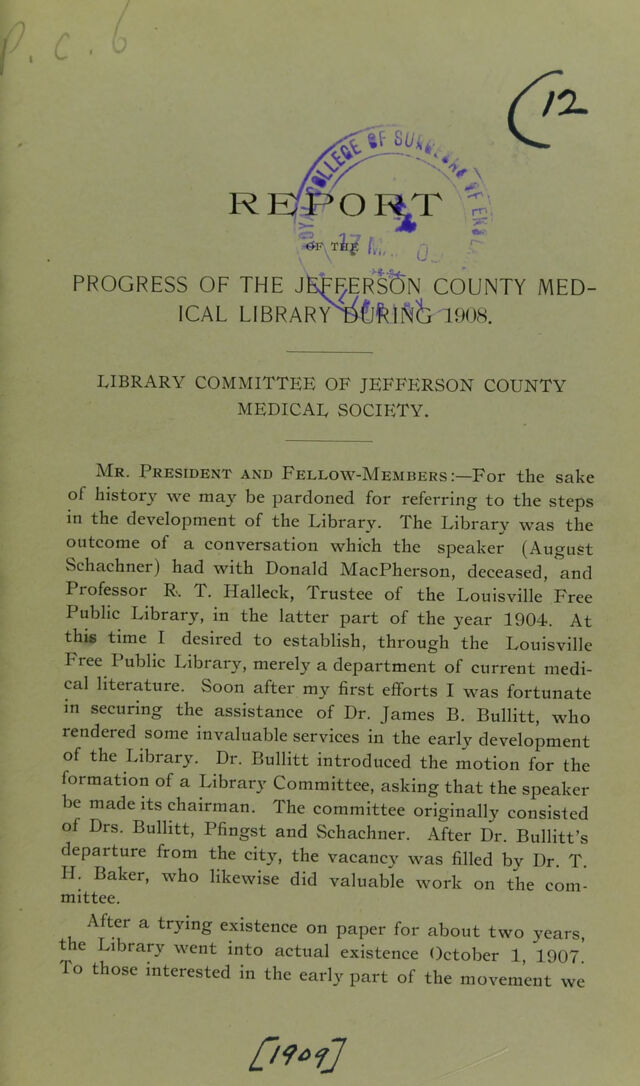 P. C. 6
(12
ROYAL COLLEGE OF SURGEONS OF ENGL
REPORT
OF THE
17 M
LIBRARY
PROGRESS OF THE JEFFERSON COUNTY MED-
ICAL LIBRARY DURING 1908.
LIBRARY COMMITTEE OF JEFFERSON COUNTY
MEDICAL SOCIETY.
Mr. President and Fellow-Members:—For the sake
of history we may be pardoned for referring to the steps
in the development of the Library. The Library was the
outcome of a conversation which the speaker (August
Schachner) had with Donald MacPherson, deceased, and
Professor R. T. Halleck, Trustee of the Louisville Free
Public Library, in the latter part of the year 1904. At
this time I desired to establish, through the Louisville
Free Public Library, merely a department of current medi-
cal literature. Soon after my first efforts I was fortunate
in securing the assistance of Dr. James B. Bullitt, who
rendered some invaluable services in the early development
of the Library. Dr. Bullitt introduced the motion for the
formation of a Library Committee, asking that the speaker
be made its chairman. The committee originally consisted
of Drs. Bullitt, Pfingst and Schachner. After Dr. Bullitt's
departure from the city, the vacancy was filled by Dr. T.
H. Baker, who likewise did valuable work on the com-
mittee.
After a trying existence on paper for about two years,
the Library went into actual existence October 1, 1907.
To those interested in the early part of the movement we
[1909]